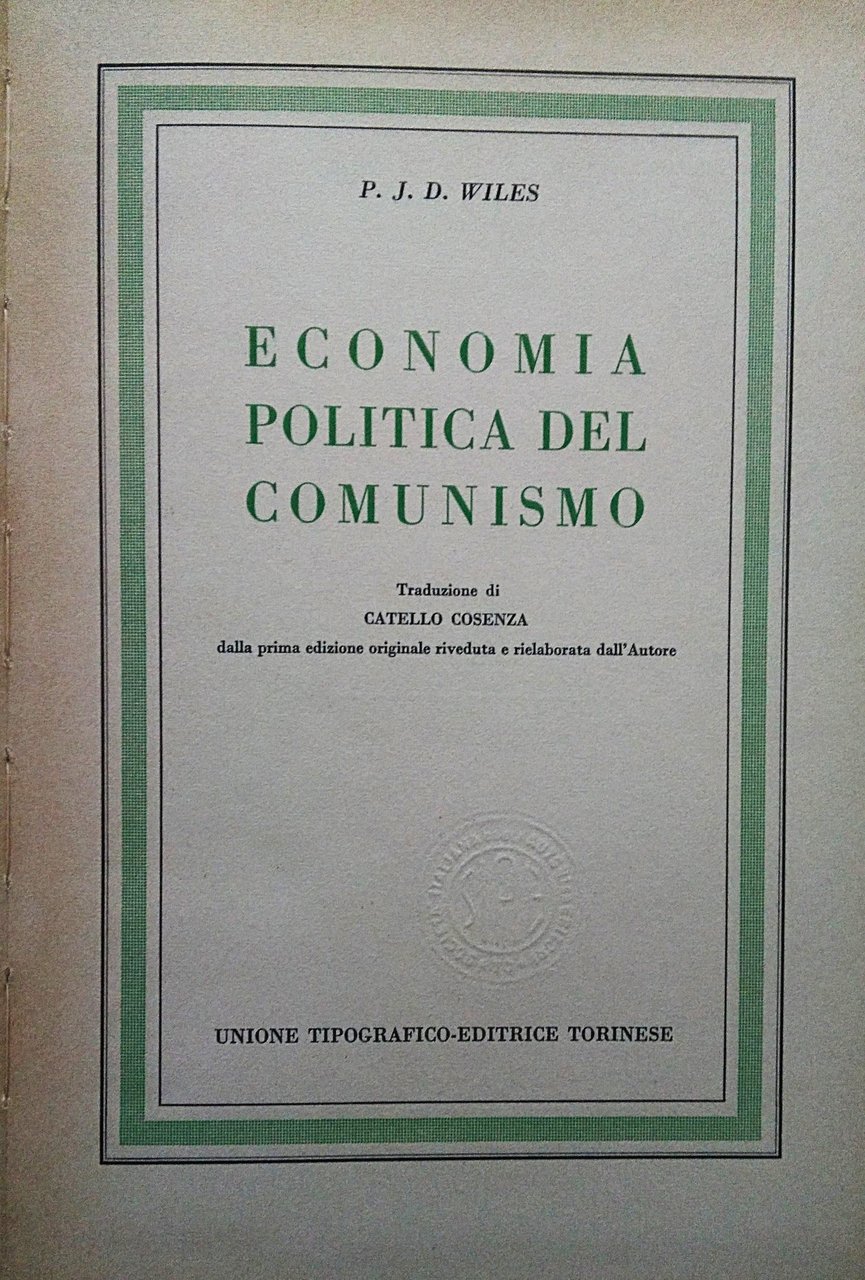 P. J. D. WILES
ECONOMIA
POLITICA DEL
COMUNISMO
Traduzione di
CATELLO COSENZA
dalla prima edizione originale riveduta e rielaborata dall'Autore
UNIONE TIPOGRAFICO-EDITRICE TORINESE